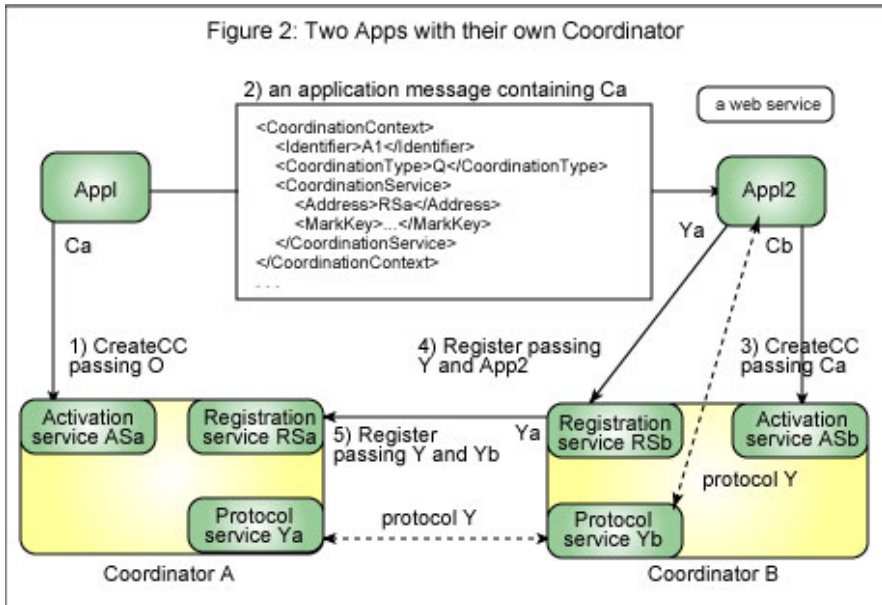 Figure 2: Two Apps with their own Coordinator
2) an application message containing Ca
a web service
<CoordinationContext>
<Identifier>A1</Identifier>
<CoordinationType>Q</CoordinationType>
<CoordinationService>
<Address>RSa</Address>
<MarkKey>...</MarkKey>
</CoordinationService>
</CoordinationContext>
. . .
Appl
Appl2
Ca
Ya
Cb
1) CreateCC
passing O
4) Register passing
Y and App2
3) CreateCC
passing Ca
Activation
service ASa
Registration
service RSa
5) Register
passing Y and Yb
Ya
Registration
service RSb
Activation
service ASb
protocol Y
Protocol
service Ya
protocol Y
Protocol
service Yb
Coordinator A
Coordinator B